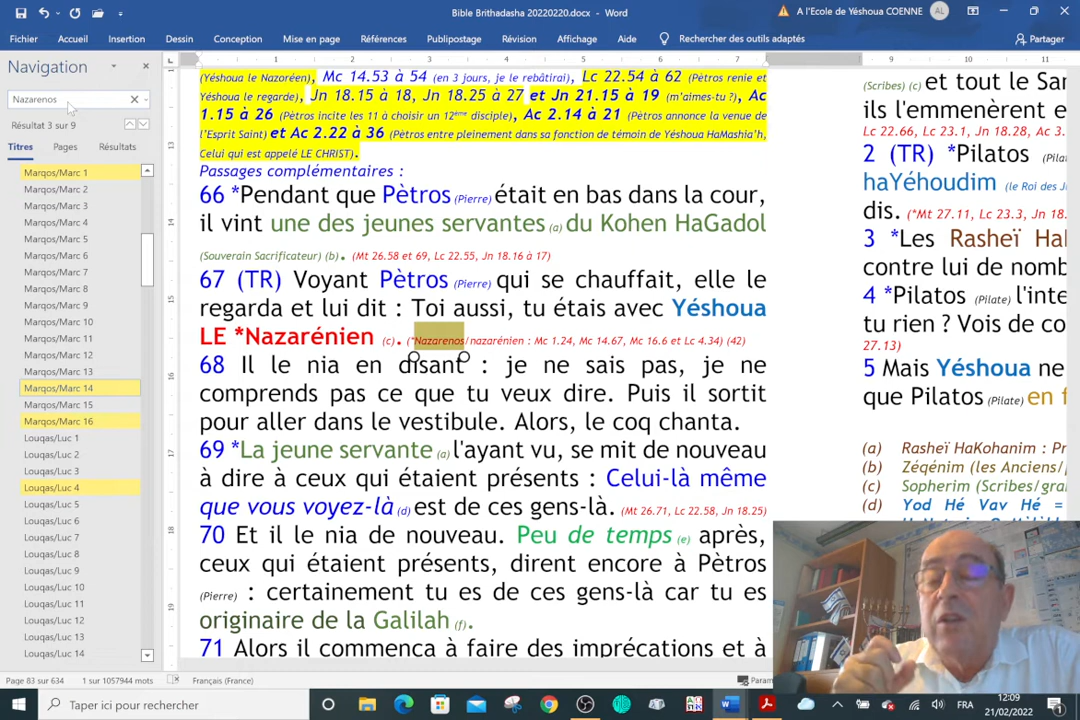 Bible Brithadasha 20220220.docx - Word
A l'Ecole de Yéshoua COENNE
AL
Fichier
Accueil
Insertion
Dessin
Conception
Mise en page
Références
Publipostage
Révision
Affichage
Aide
Rechercher des outils adaptés
Partager
Navigation
Nazarenos
Résultat 3 sur 9
Titres
Pages
Résultats
Marqos/Marc 1
Marqos/Marc 2
Marqos/Marc 3
Marqos/Marc 4
Marqos/Marc 5
Marqos/Marc 6
Marqos/Marc 7
Marqos/Marc 8
Marqos/Marc 9
Marqos/Marc 10
Marqos/Marc 11
Marqos/Marc 12
Marqos/Marc 13
Marqos/Marc 14
Marqos/Marc 15
Marqos/Marc 16
Louqas/Luc 1
Louqas/Luc 2
Louqas/Luc 3
Louqas/Luc 4
Louqas/Luc 5
Louqas/Luc 6
Louqas/Luc 7
Louqas/Luc 8
Louqas/Luc 9
Louqas/Luc 10
Louqas/Luc 11
Louqas/Luc 12
Louqas/Luc 13
Louqas/Luc 14
(Yéshoua le Nazoréen), Mc 14.53 à 54 (en 3 jours, je le rebâtirai), Lc 22.54 à 62 (Pètros renie et
Yéshoua le regarde), Jn 18.15 à 18, Jn 18.25 à 27 et Jn 21.15 à 19 (m'aimes-tu ?), Ac
1.15 à 26 (Pètros incite les 11 à choisir un 12ème disciple), Ac 2.14 à 21 (Pètros annonce la venue de
l'Esprit Saint) et Ac 2.22 à 36 (Pètros entre pleinement dans sa fonction de témoin de Yéshoua HaMashia'h,
Celui qui est appelé LE CHRIST).
Passages complémentaires :
66 *Pendant que Pètros (Pierre) était en bas dans la cour,
il vint une des jeunes servantes (a) du Kohen HaGadol
(Souverain Sacrificateur) (b). (Mt 26.58 et 69, Lc 22.55, Jn 18.16 à 17)
67 (TR) Voyant Pètros (Pierre) qui se chauffait, elle le
regarda et lui dit : Toi aussi, tu étais avec Yéshoua
LE *Nazarénien (c). (*Nazarenos/nazarénien : Mc 1.24, Mc 14.67, Mc 16.6 et Lc 4.34) (42)
68 Il le nia en disant : je ne sais pas, je ne
comprends pas ce que tu veux dire. Puis il sortit
pour aller dans le vestibule. Alors, le coq chanta.
69 *La jeune servante (a) l'ayant vu, se mit de nouveau
à dire à ceux qui étaient présents : Celui-là même
que vous voyez-là (d) est de ces gens-là. (Mt 26.71, Lc 22.58, Jn 18.25)
70 Et il le nia de nouveau. Peu de temps (e) après,
ceux qui étaient présents, dirent encore à Pètros
(Pierre) : certainement tu es de ces gens-là car tu es
originaire de la Galilah (f).
71 Alors il commença à faire des imprécations et à
(Scribes) (c) et tout le San
ils l'emmenèrent e
Lc 22.66, Lc 23.1, Jn 18.28, Ac 3.
2 (TR) *Pilatos (Pila
haYéhoudim (le Roi des J
dis. (*Mt 27.11, Lc 23.3, Jn 18.
3 *Les Rasheï Ha
contre lui de nomb
4 *Pilatos (Pilate) l'inte
tu rien ? Vois de co
27.13)
5 Mais Yéshoua ne
que Pilatos (Pilate) en f
(a) Rasheï HaKohanim : Pr
(b) Zéqénim (les Anciens/
(c) Sopherim (Scribes/gra
(d) Yod Hé Vav Hé =
Page 83 sur 634
1 sur 1057944 mots
Français (France)
Param
Taper ici pour rechercher
FRA
12:09
21/02/2022